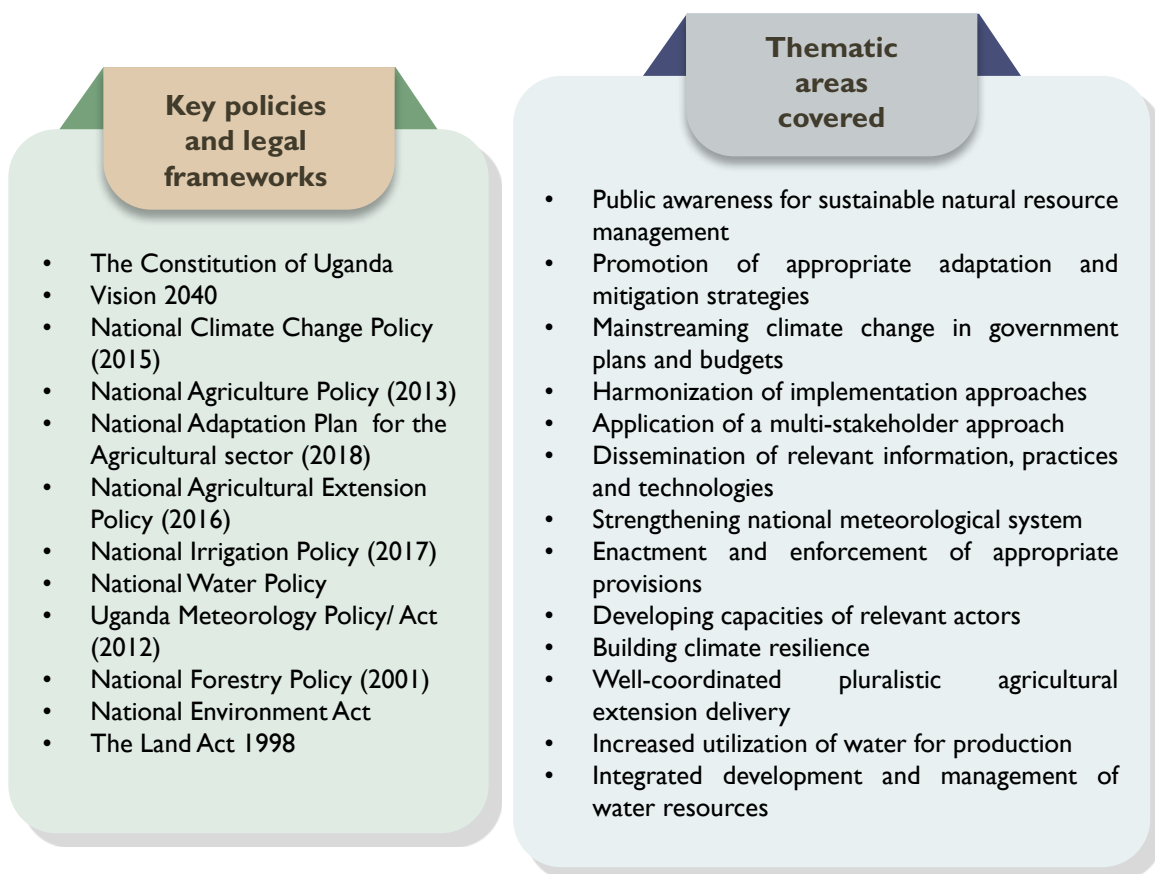 Key policies
and legal
frameworks
• The Constitution of Uganda
• Vision 2040
• National Climate Change Policy
(2015)
• National Agriculture Policy (2013)
• National Adaptation Plan for the
Agricultural sector (2018)
• National Agricultural Extension
Policy (2016)
• National Irrigation Policy (2017)
• National Water Policy
• Uganda Meteorology Policy/ Act
(2012)
• National Forestry Policy (2001)
• National Environment Act
• The Land Act 1998
Thematic
areas
covered
• Public awareness for sustainable natural resource
management
• Promotion of appropriate adaptation and
mitigation strategies
• Mainstreaming climate change in government
plans and budgets
• Harmonization of implementation approaches
• Application of a multi-stakeholder approach
• Dissemination of relevant information, practices
and technologies
• Strengthening national meteorological system
• Enactment and enforcement of appropriate
provisions
• Developing capacities of relevant actors
• Building climate resilience
• Well-coordinated pluralistic agricultural
extension delivery
• Increased utilization of water for production
• Integrated development and management of
water resources